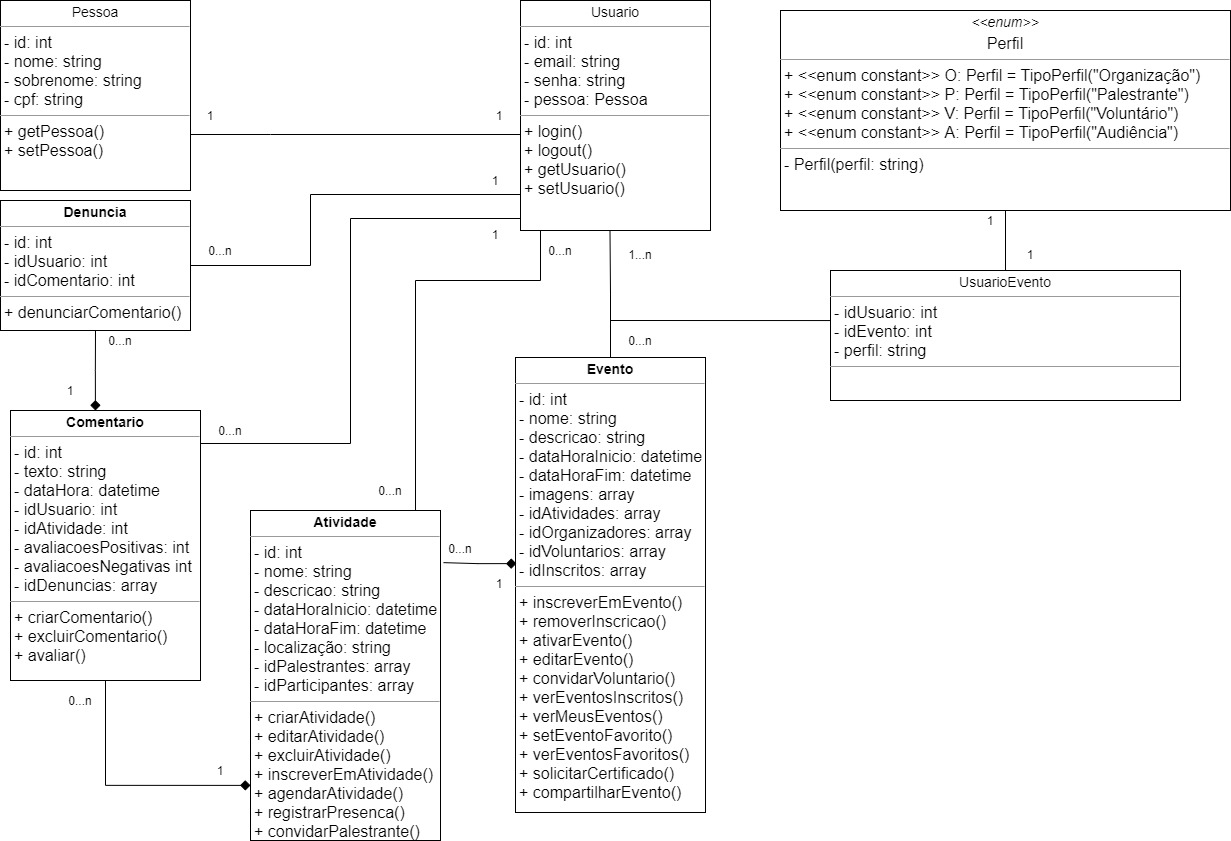 Pessoa
- id: int
- nome: string
- sobrenome: string
- cpf: string
+ getPessoa()
+ setPessoa()
1
1
Usuario
- id: int
- email: string
- senha: string
- pessoa: Pessoa
+ login()
+ logout()
+ getUsuario()
+ setUsuario()
<<enum>>
Perfil
+ <<enum constant>> O: Perfil = TipoPerfil("Organização")
+ <<enum constant>> P: Perfil = TipoPerfil("Palestrante")
+ <<enum constant>> V: Perfil = TipoPerfil("Voluntário")
+ <<enum constant>> A: Perfil = TipoPerfil("Audiência")
- Perfil(perfil: string)
1
1
UsuarioEvento
- idUsuario: int
- idEvento: int
- perfil: string
Denuncia
- id: int
- idUsuario: int
- idComentario: int
+ denunciarComentario()
0...n
1
1
0...n
1...n
0...n
1
0...n
0...n
0...n
Comentario
- id: int
- texto: string
- dataHora: datetime
- idUsuario: int
- idAtividade: int
- avaliacoesPositivas: int
- avaliacoesNegativas int
- idDenuncias: array
+ criarComentario()
+ excluirComentario()
+ avaliar()
0...n
1
Atividade
- id: int
- nome: string
- descricao: string
- dataHoraInicio: datetime
- dataHoraFim: datetime
- localização: string
- idPalestrantes: array
- idParticipantes: array
+ criarAtividade()
+ editarAtividade()
+ excluirAtividade()
+ inscreverEmAtividade()
+ agendarAtividade()
+ registrarPresenca()
+ convidarPalestrante()
0...n
1
Evento
- id: int
- nome: string
- descricao: string
- dataHoraInicio: datetime
- dataHoraFim: datetime
- imagens: array
- idAtividades: array
- idOrganizadores: array
- idVoluntarios: array
- idInscritos: array
+ inscreverEmEvento()
+ removerInscricao()
+ ativarEvento()
+ editarEvento()
+ convidarVoluntario()
+ verEventosInscritos()
+ verMeusEventos()
+ setEventoFavorito()
+ verEventosFavoritos()
+ solicitarCertificado()
+ compartilharEvento()